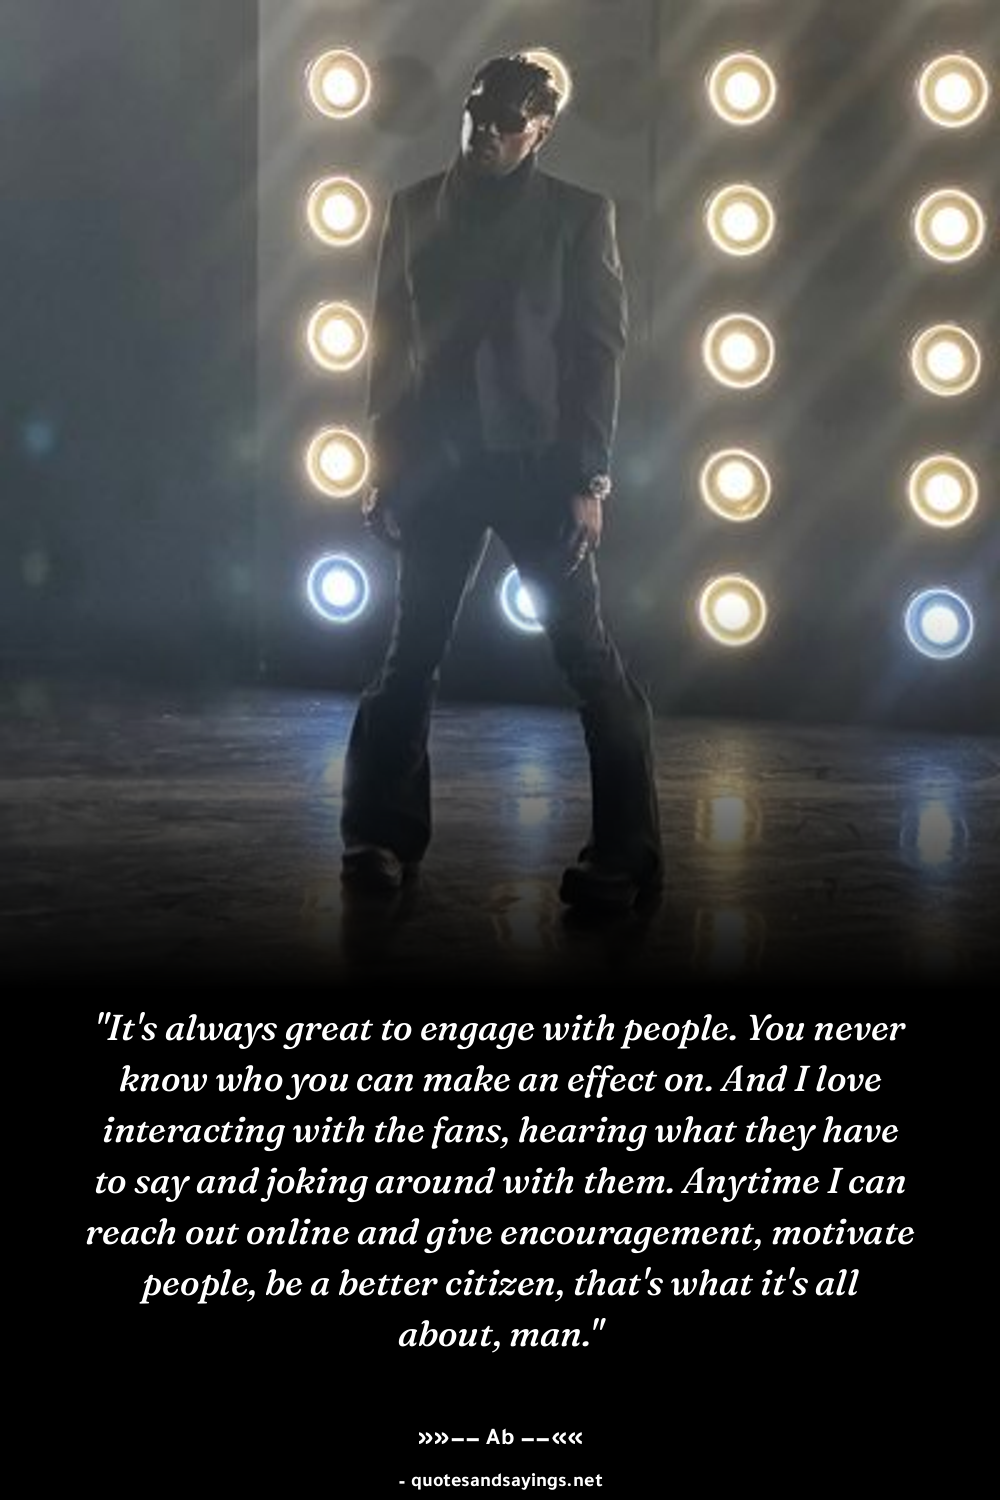 "It's always great to engage with people. You never
know who you can make an effect on. And I love
interacting with the fans, hearing what they have
to say and joking around with them. Anytime I can
reach out online and give encouragement, motivate
people, be a better citizen, that's what it's all
about, man."
»»−− Ab −−««
- quotesandsayings.net